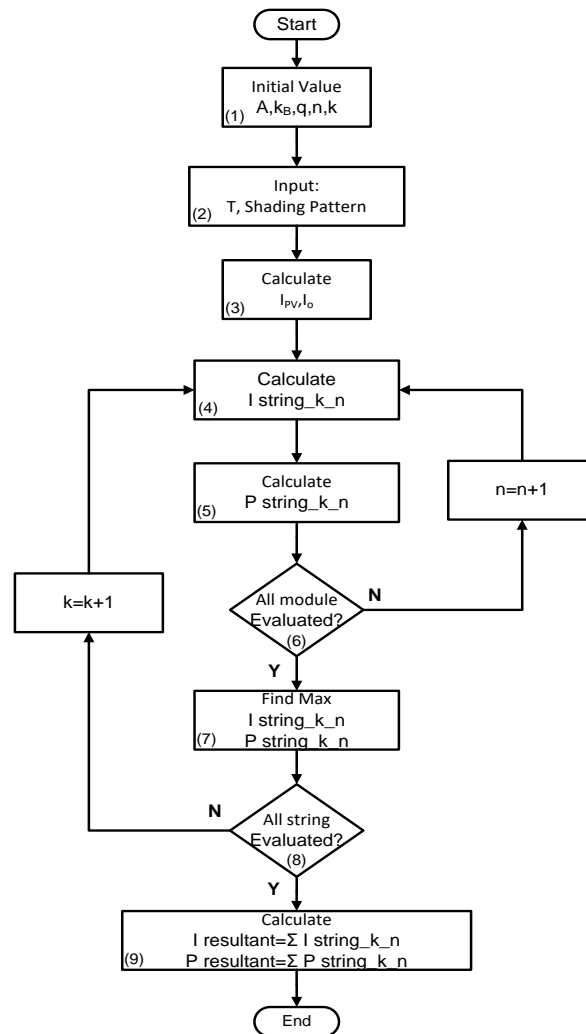 Start
Initial Value
A,kB,q,n,k
(1)
Input:
T, Shading Pattern
(2)
Calculate
IPV,Io
(3)
Calculate
I string_k_n
(4)
Calculate
P string_k_n
(5)
n=n+1
k=k+1
All module
Evaluated?
(6)
N
Y
Find Max
I string_k_n
P string_k_n
(7)
N
All string
Evaluated?
(8)
Y
Calculate
I resultant=Σ I string_k_n
P resultant=Σ P string_k_n
(9)
End